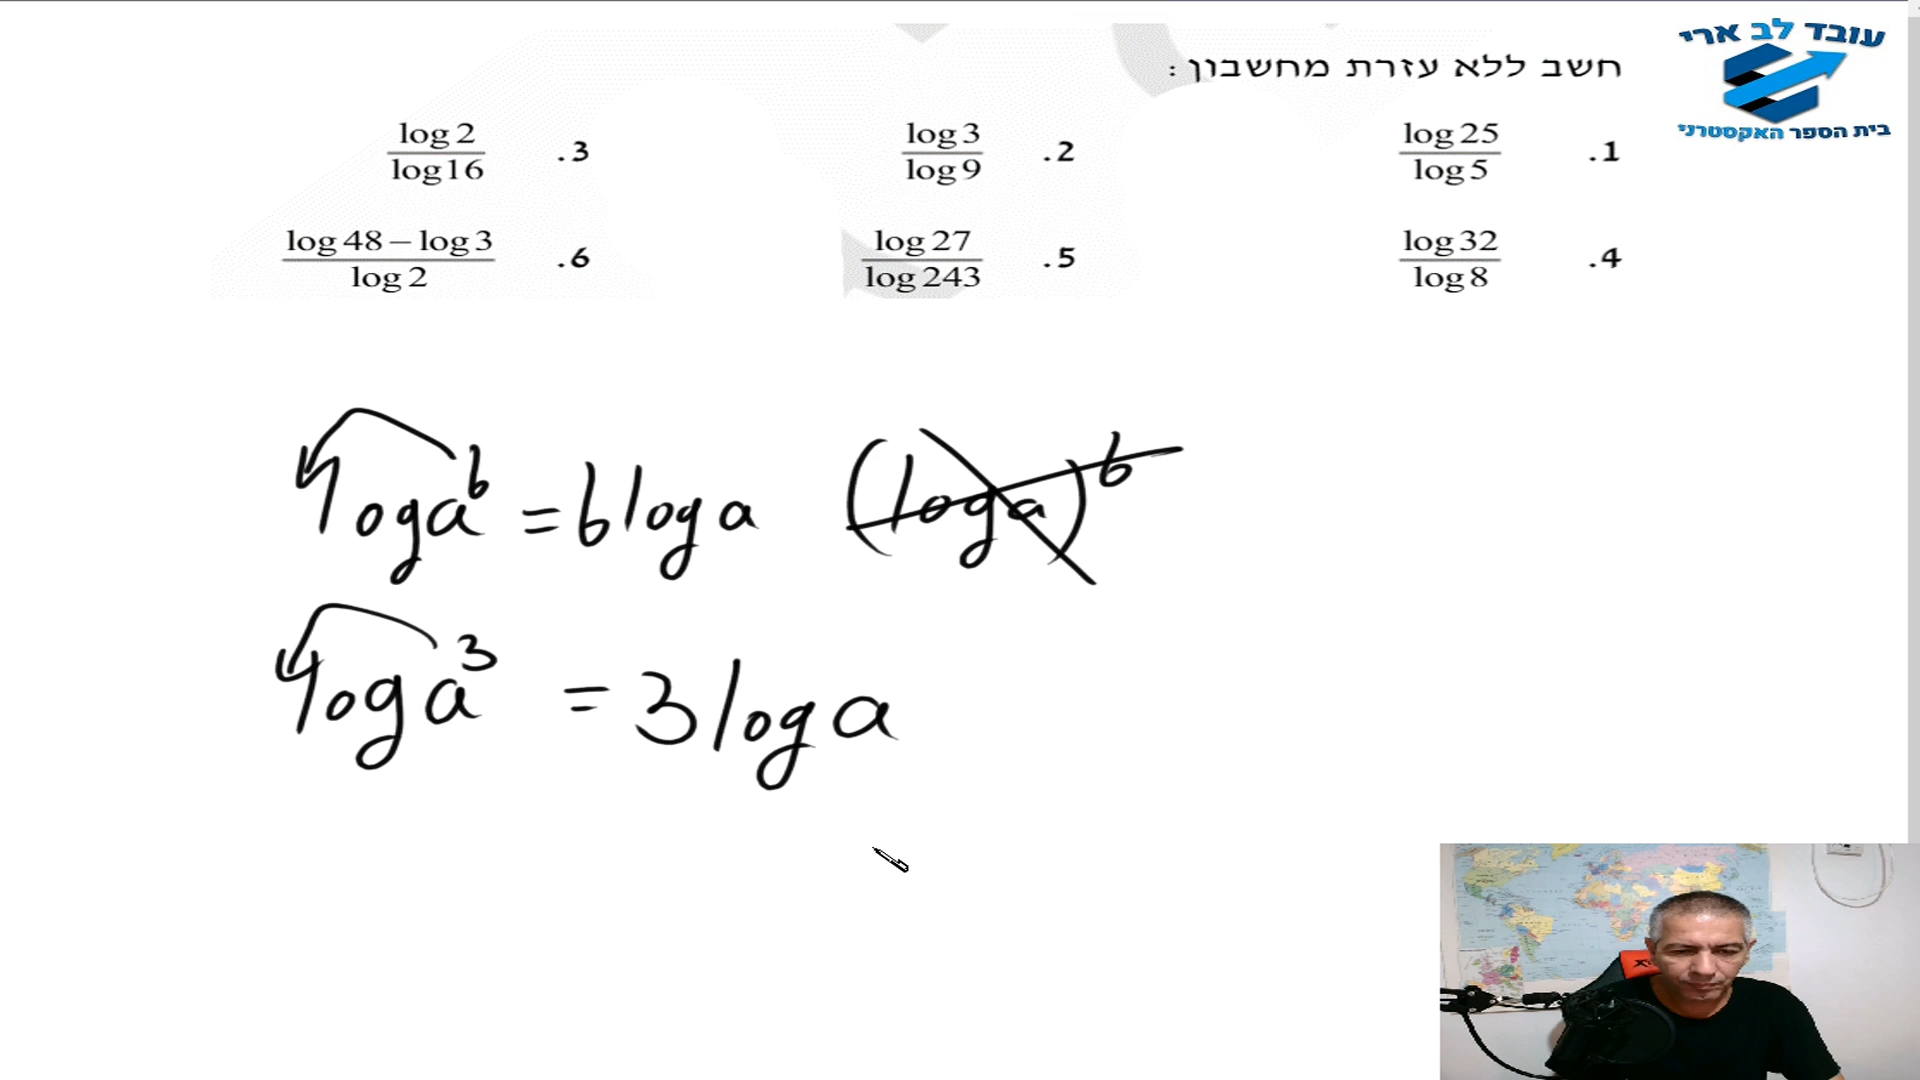 עובד לב ארי
בית הספר האקסטרני
חשב ללא עזרת מחשבון :
1. log 25 / log 5
2. log 3 / log 9
3. log 2 / log 16
4. log 32 / log 8
5. log 27 / log 243
6. log 48 – log 3 / log 2
log a^b = b log a (log a)^b
log a^3 = 3 log a